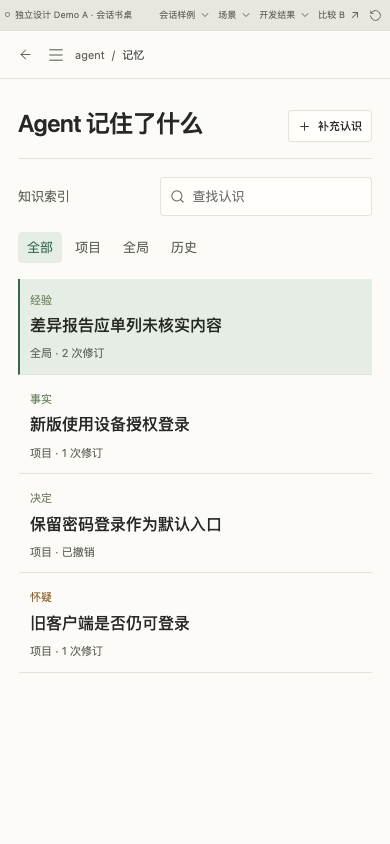 独立设计 Demo A · 会话书桌 会话样例 场景 开发结果 比较 B
agent / 记忆
Agent 记住了什么
补充认识
知识索引
查找认识
全部 项目 全局 历史
经验
差异报告应单列未核实内容
全局 · 2 次修订
事实
新版使用设备授权登录
项目 · 1 次修订
决定
保留密码登录作为默认入口
项目 · 已撤销
怀疑
旧客户端是否仍可登录
项目 · 1 次修订